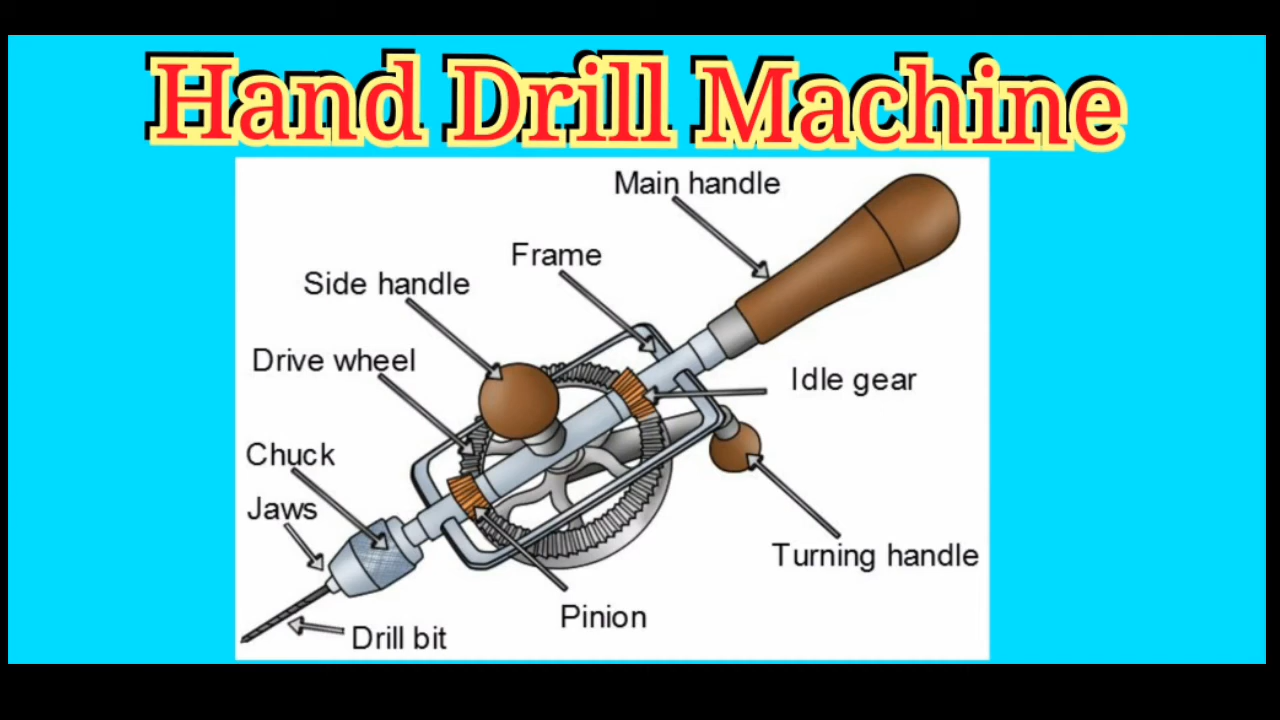 Hand Drill Machine
Main handle
Frame
Side handle
Drive wheel
Idle gear
Chuck
Jaws
Turning handle
Pinion
Drill bit